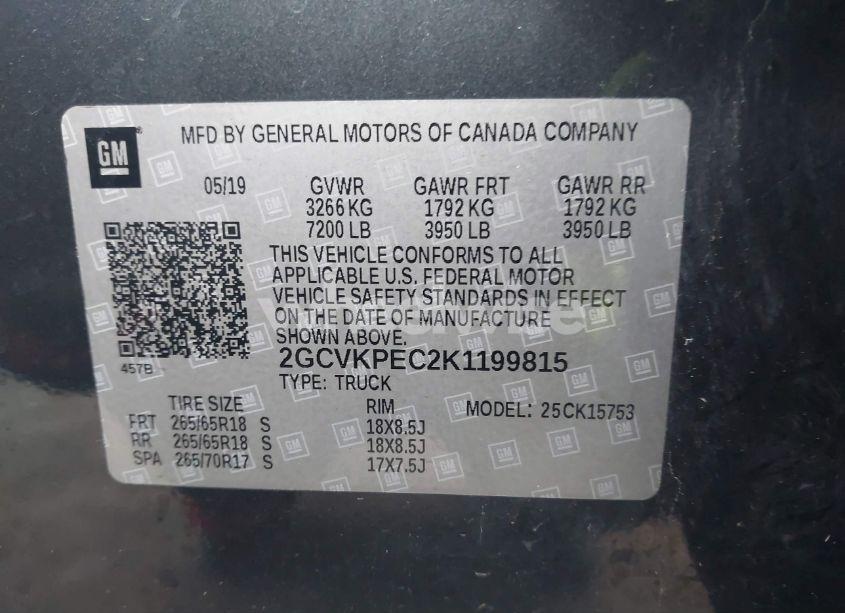 GM
MFD BY GENERAL MOTORS OF CANADA COMPANY
05/19 GVWR GAWR FRT GAWR RR
3266 KG 1792 KG 1792 KG
7200 LB 3950 LB 3950 LB
THIS VEHICLE CONFORMS TO ALL
APPLICABLE U.S. FEDERAL MOTOR
VEHICLE SAFETY STANDARDS IN EFFECT
ON THE DATE OF MANUFACTURE
SHOWN ABOVE.
457B
2GCVKPEC2K1199815
TYPE: TRUCK
TIRE SIZE RIM MODEL: 25CK15753
FRT 265/65R18 S 18X8.5J
RR 265/65R18 S 18X8.5J
SPA 265/70R17 S 17X7.5J